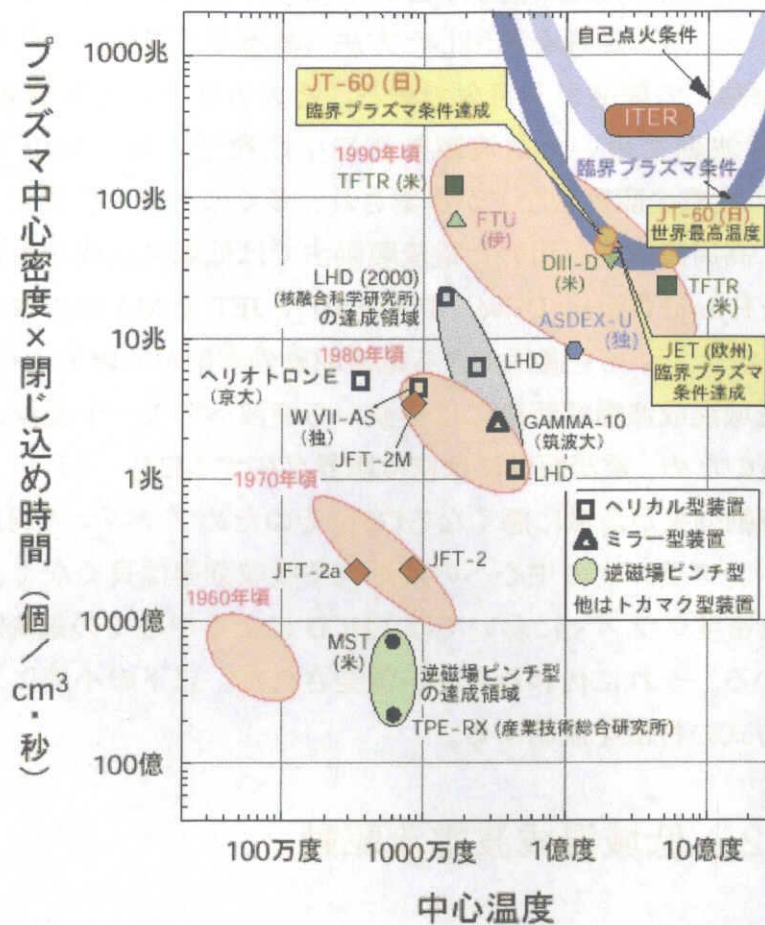 プラズマ中心密度×閉じ込め時間（個／cm³・秒）
1000兆
100兆
10兆
1兆
1000億
100億
自己点火条件
JT-60 (日)
臨界プラズマ条件達成
ITER
1990年頃
TFTR (米)
臨界プラズマ条件
FTU
(伊)
JT-60 (日)
世界最高温度
DIII-D
(米)
TFTR
(米)
LHD (2000)
(核融合科学研究所)
の達成領域
ASDEX-U
(独)
JET (欧州)
臨界プラズマ
条件達成
1980年頃
LHD
ヘリオトロンE
(京大)
W VII-AS
(独)
GAMMA-10
(筑波大)
JFT-2M
LHD
1970年頃
ヘリカル型装置
ミラー型装置
逆磁場ピンチ型
他はトカマク型装置
JFT-2a
JFT-2
1960年頃
MST
(米)
逆磁場ピンチ型
の達成領域
TPE-RX (産業技術総合研究所)
100万度
1000万度
1億度
10億度
中心温度